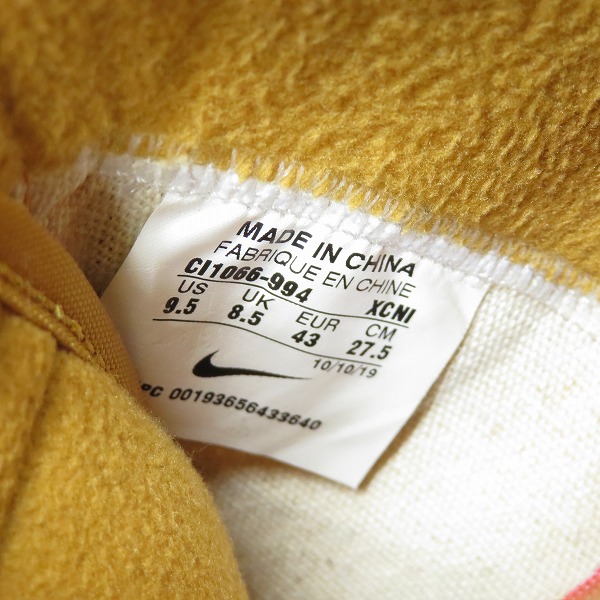 MADE IN CHINA
FABRIQUE EN CHINE
CI1066-994 XCNI
US UK EUR CM
9.5 8.5 43 27.5
10/10/19
PC 00193656433640